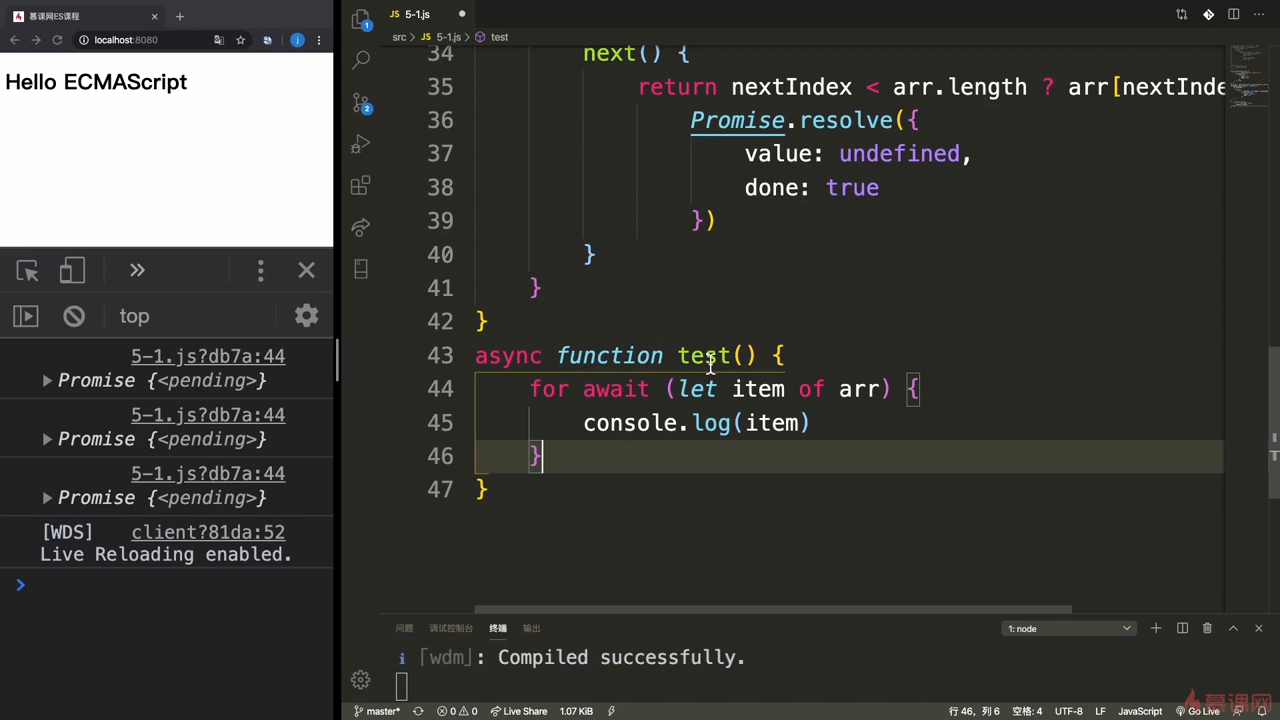 慕课网ES课程
localhost:8080
Hello ECMAScript
top
5-1.js?db7a:44
Promise {<pending>}
5-1.js?db7a:44
Promise {<pending>}
5-1.js?db7a:44
Promise {<pending>}
[WDS] client?81da:52
Live Reloading enabled.
>
1
2
JS 5-1.js
src > JS 5-1.js > test
34 next() {
35 return nextIndex < arr.length ? arr[nextInde
36 Promise.resolve({
37 value: undefined,
38 done: true
39 })
40 }
41 }
42 }
43 async function test() {
44 for await (let item of arr) {
45 console.log(item)
46 }
47 }
问题 调试控制台 终端 输出 1: node
i ｢wdm｣: Compiled successfully.
master* 0 0 Live Share 1.07 KiB 行 46, 列 6 空格: 4 UTF-8 LF JavaScript Go Live
慕课网